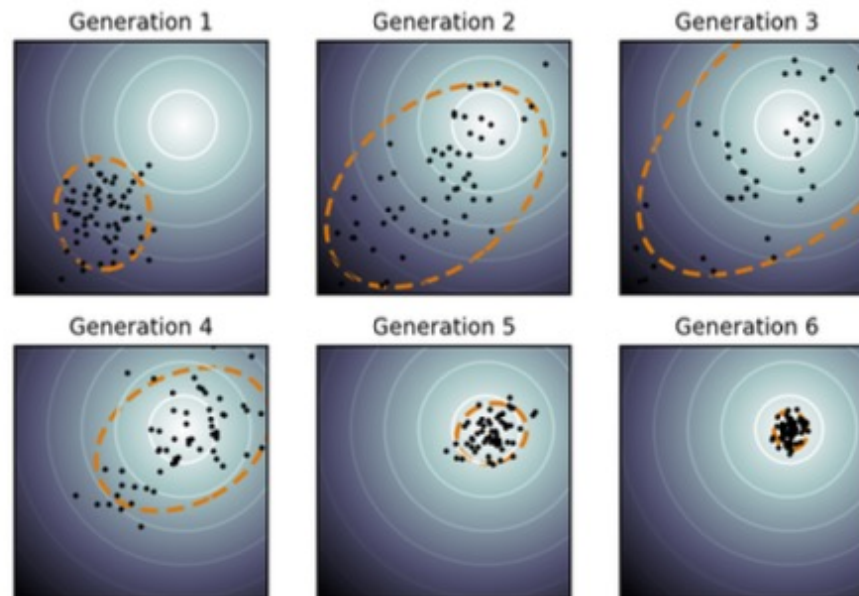 Generation 1
Generation 2
Generation 3
Generation 4
Generation 5
Generation 6